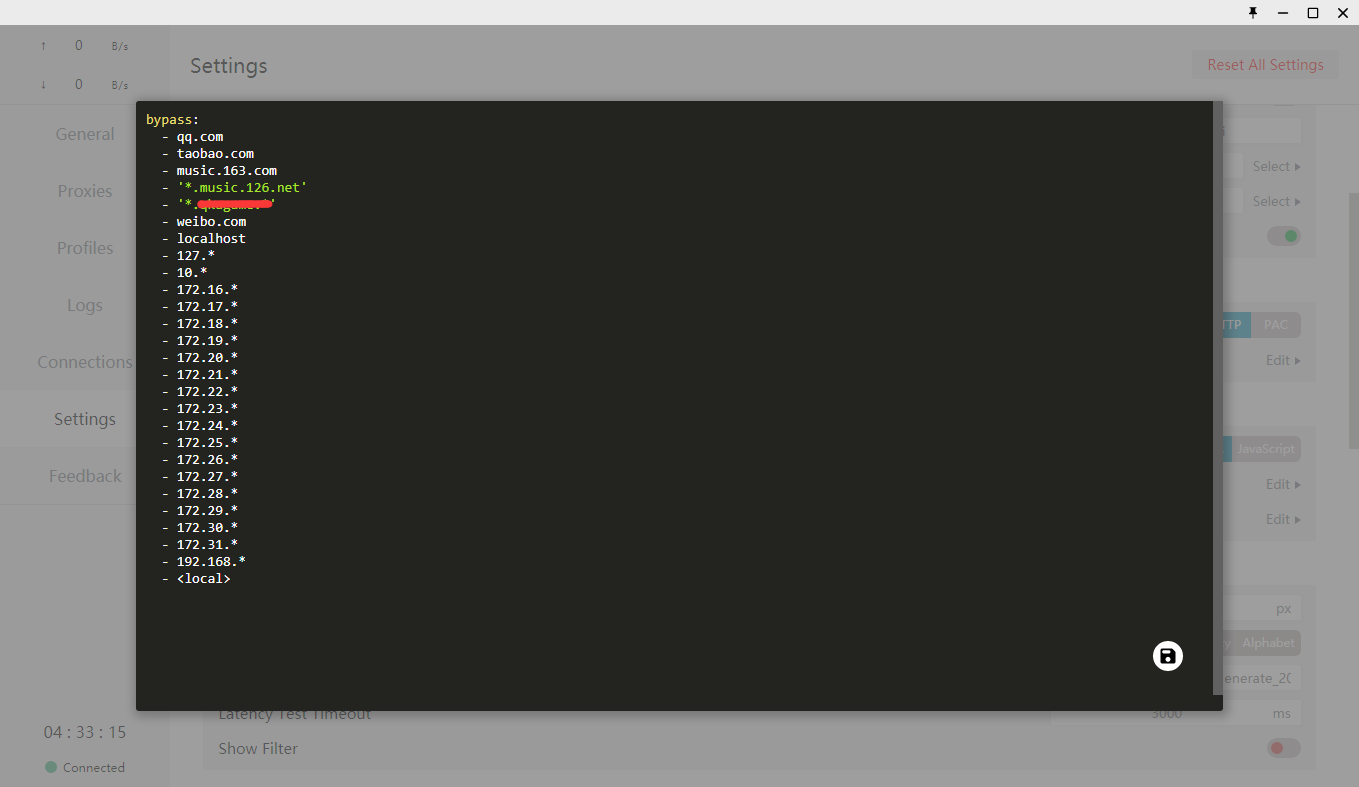 ↑ 0 B/s
↓ 0 B/s
Settings
Reset All Settings
General
Proxies
Profiles
Logs
Connections
Settings
Feedback
04 : 33 : 15
Connected
bypass:
- qq.com
- taobao.com
- music.163.com
- '*.music.126.net'
- '*.
- weibo.com
- localhost
- 127.*
- 10.*
- 172.16.*
- 172.17.*
- 172.18.*
- 172.19.*
- 172.20.*
- 172.21.*
- 172.22.*
- 172.23.*
- 172.24.*
- 172.25.*
- 172.26.*
- 172.27.*
- 172.28.*
- 172.29.*
- 172.30.*
- 172.31.*
- 192.168.*
- <local>
Select
Select
TP PAC
Edit
JavaScript
Edit
Edit
px
Alphabet
enerate_20
Latency Test Timeout 3000 ms
Show Filter